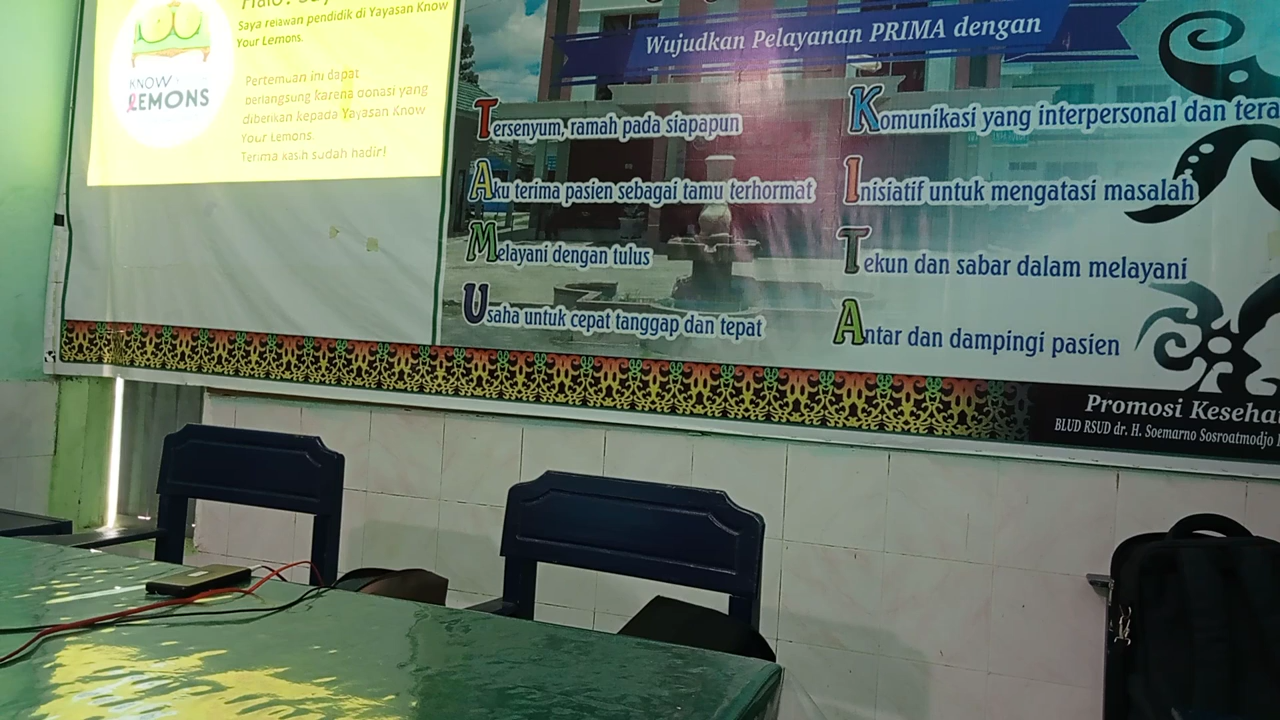 Saya relawan pendidik di Yayasan Know
Your Lemons.
KNOW
LEMONS
Pertemuan ini dapat
berlangsung karena donasi yang
diberikan kepada Yayasan Know
Your Lemons.
Terima kasih sudah hadir!
Wujudkan Pelayanan PRIMA dengan
Tersenyum, ramah pada siapapun
Aku terima pasien sebagai tamu terhormat
Melayani dengan tulus
Usaha untuk cepat tanggap dan tepat
Komunikasi yang interpersonal dan tera
Inisiatif untuk mengatasi masalah
Tekun dan sabar dalam melayani
Antar dan dampingi pasien
Promosi Keseha
BLUD RSUD dr. H. Soemarno Sosroatmodjo